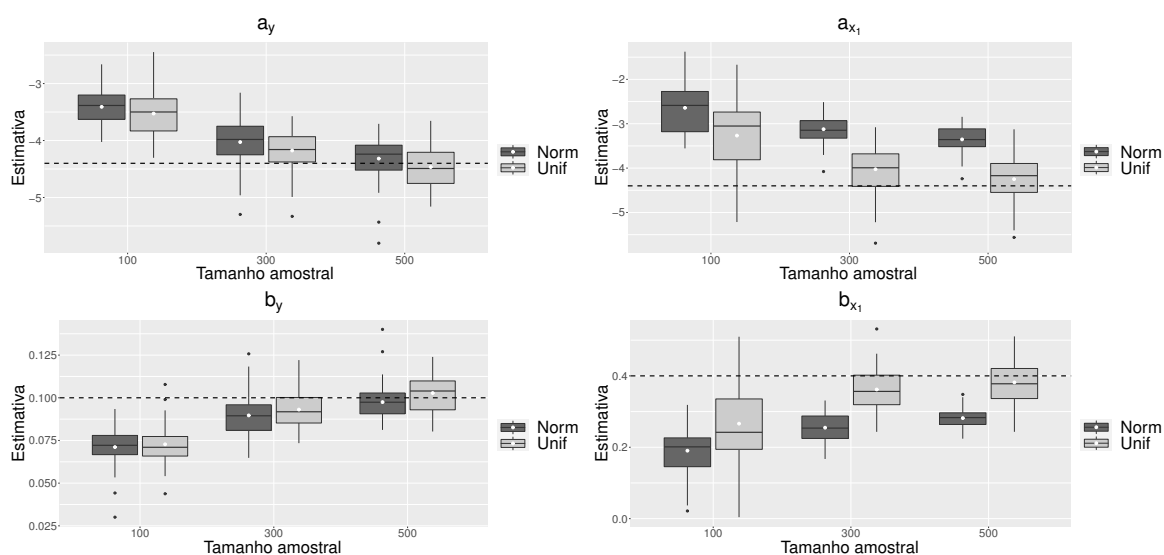 a_y
Estimativa
−3
−4
−5
100
300
500
Tamanho amostral
Norm
Unif
a_x₁
Estimativa
−2
−3
−4
−5
100
300
500
Tamanho amostral
Norm
Unif
b_y
Estimativa
0.125
0.100
0.075
0.050
0.025
100
300
500
Tamanho amostral
Norm
Unif
b_x₁
Estimativa
0.4
0.2
0.0
100
300
500
Tamanho amostral
Norm
Unif